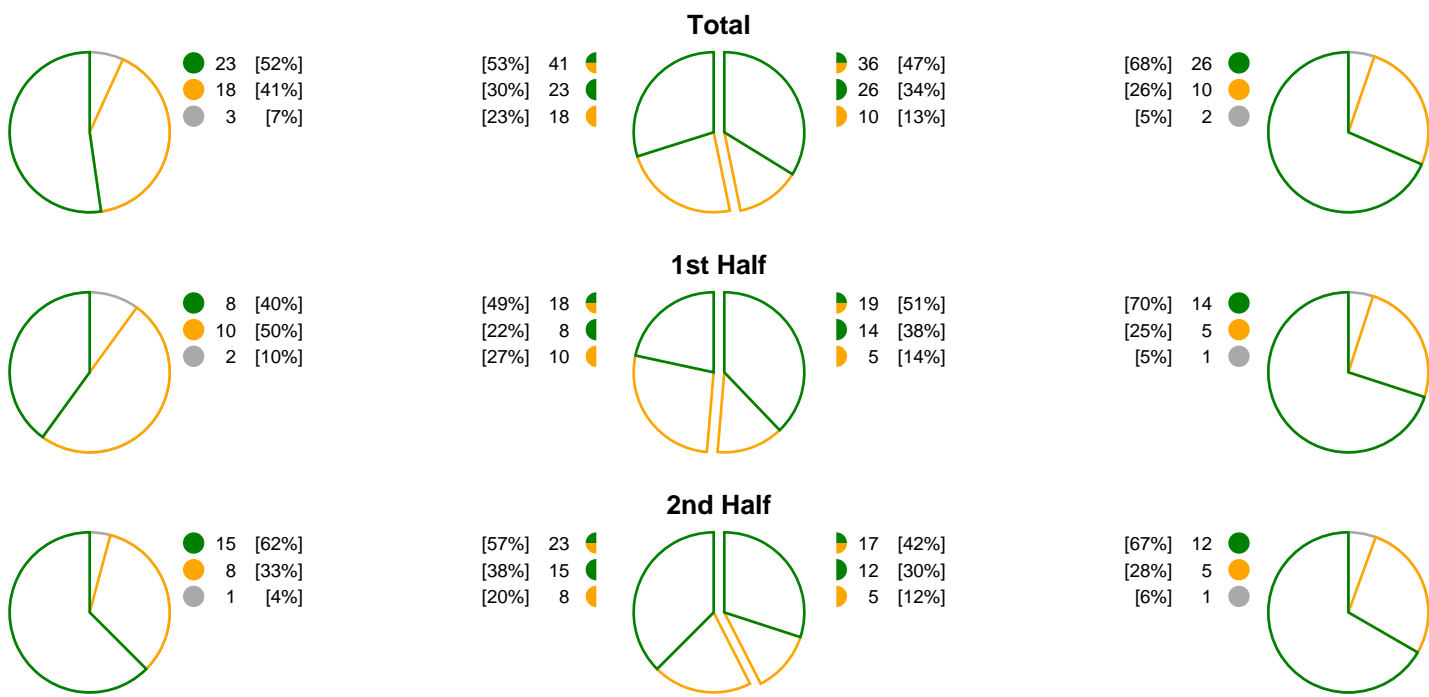 Total
23 [52%] [53%] 41 36 [47%] [68%] 26
18 [41%] [30%] 23 26 [34%] [26%] 10
3 [7%] [23%] 18 10 [13%] [5%] 2
1st Half
8 [40%] [49%] 18 19 [51%] [70%] 14
10 [50%] [22%] 8 14 [38%] [25%] 5
2 [10%] [27%] 10 5 [14%] [5%] 1
2nd Half
15 [62%] [57%] 23 17 [42%] [67%] 12
8 [33%] [38%] 15 12 [30%] [28%] 5
1 [4%] [20%] 8 5 [12%] [6%] 1